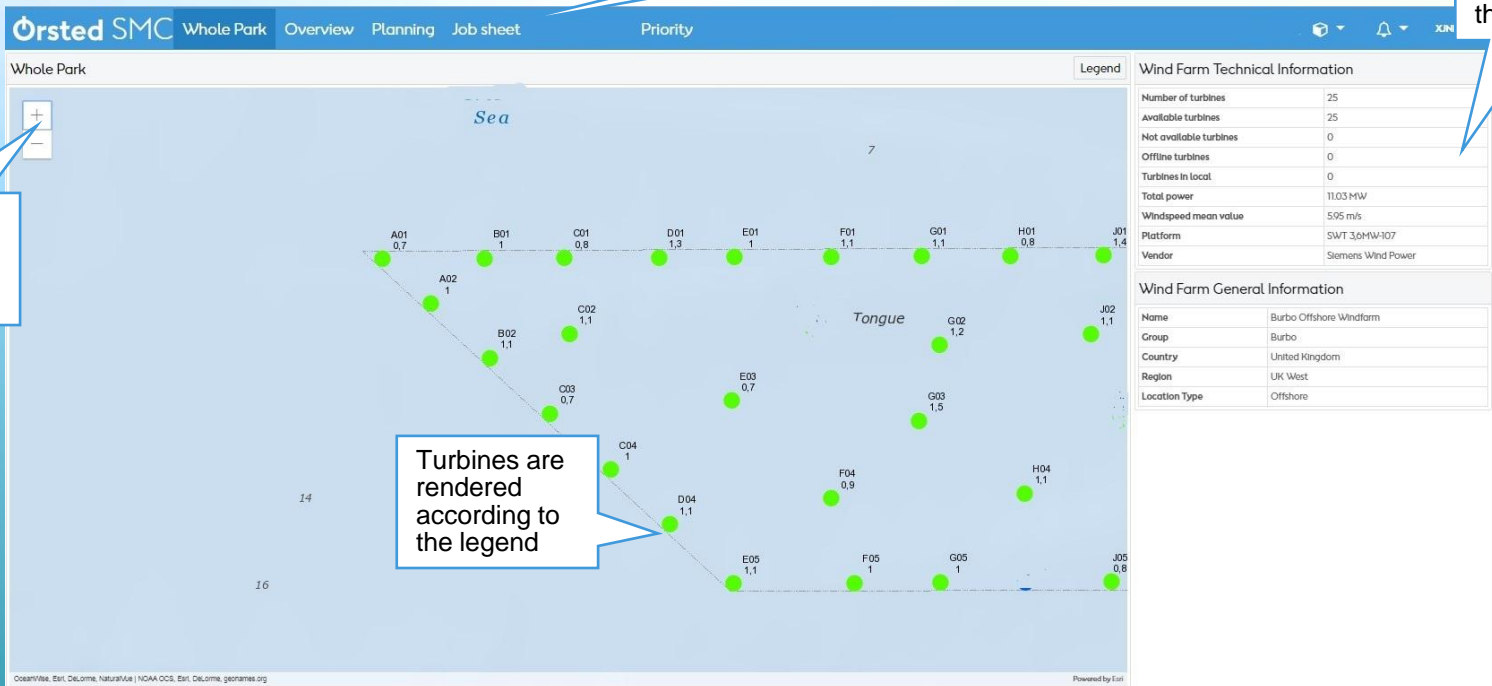 Ørsted SMC Whole Park Overview Planning Job sheet Priority XJN
th
Whole Park
Legend
Wind Farm Technical Information
+
−
Sea
7
Number of turbines 25
Available turbines 25
Not available turbines 0
Offline turbines 0
Turbines in local 0
Total power 11.03 MW
Windspeed mean value 5.95 m/s
Platform SWT 3,6MW-107
Vendor Siemens Wind Power
Wind Farm General Information
Name Burbo Offshore Windfarm
Group Burbo
Country United Kingdom
Region UK West
Location Type Offshore
A01
0,7
B01
1
C01
0,8
D01
1,3
E01
1
F01
1,1
G01
1,1
H01
0,8
J01
1,4
A02
1
B02
1,1
C02
1,1
Tongue
G02
1,2
J02
1,1
C03
0,7
E03
0,7
G03
1,5
C04
1
Turbines are
rendered
according to
the legend
14
D04
1,1
F04
0,9
H04
1,1
16
E05
1,1
F05
1
G05
1
J05
0,8
OceanWise, Esri, DeLorme, NaturalVue | NOAA OCS, Esri, DeLorme, geonames.org
Powered by Esri